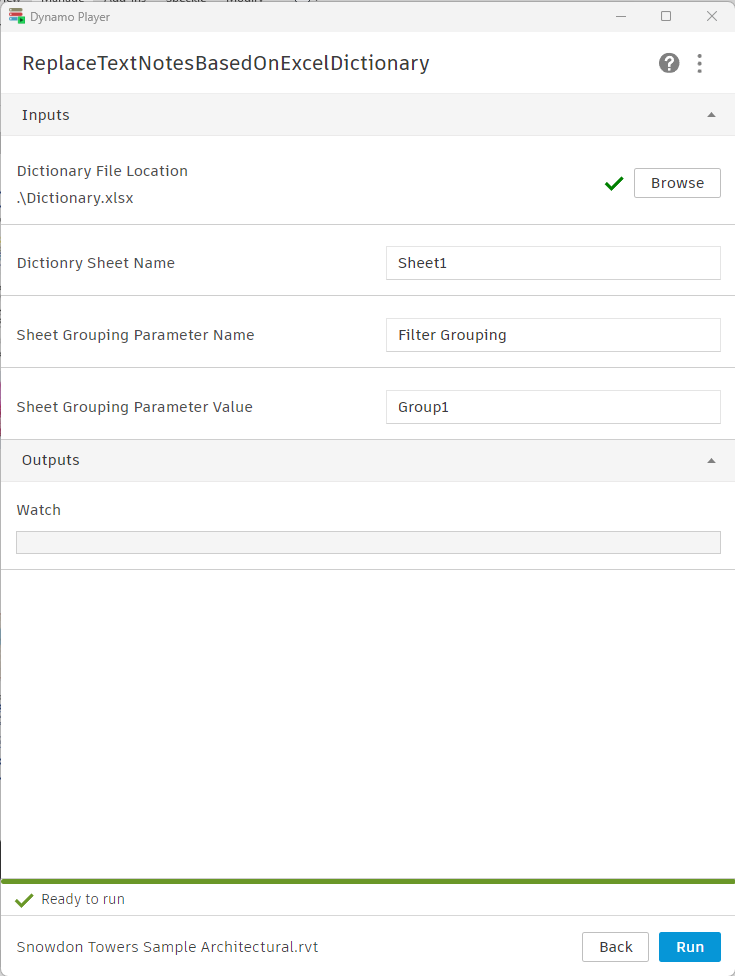 Dynamo Player
ReplaceTextNotesBasedOnExcelDictionary
Inputs
Dictionary File Location
.\Dictionary.xlsx
Browse
Dictionry Sheet Name
Sheet1
Sheet Grouping Parameter Name
Filter Grouping
Sheet Grouping Parameter Value
Group1
Outputs
Watch
Ready to run
Snowdon Towers Sample Architectural.rvt
Back
Run